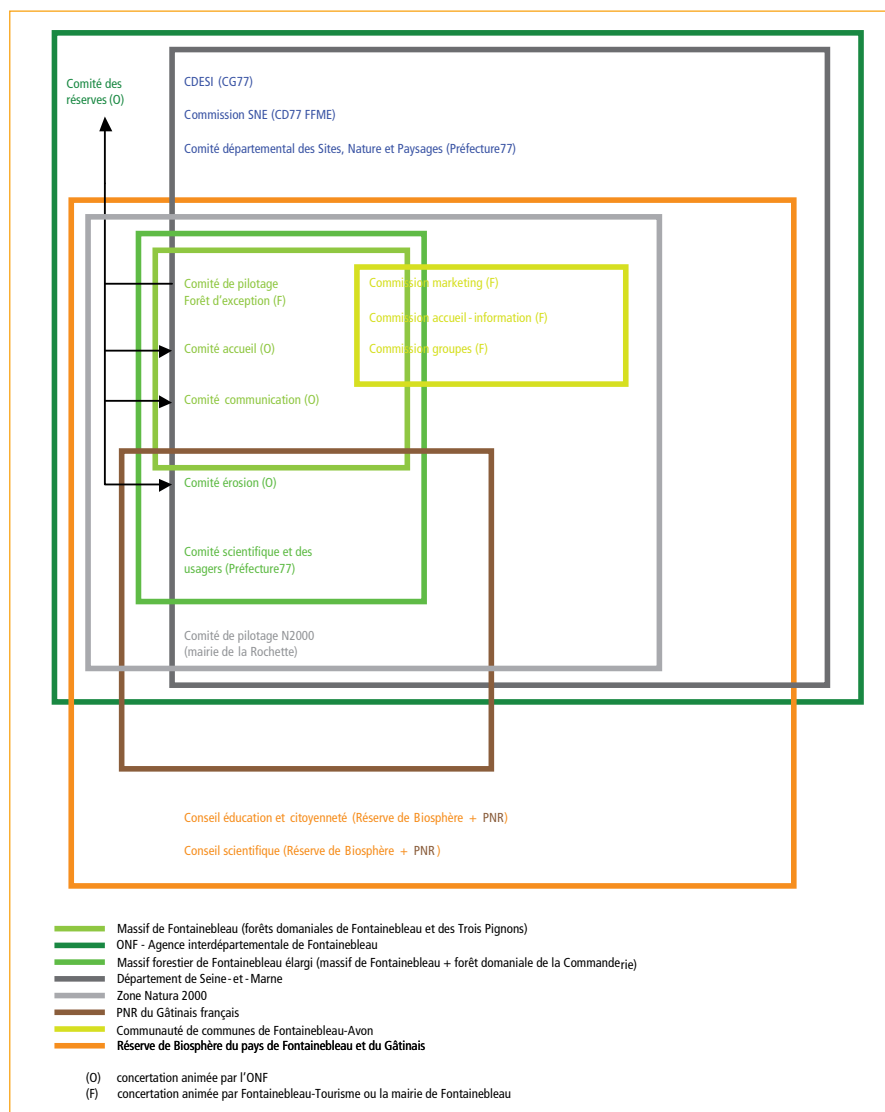 Comité des
réserves (O)
CDESI (CG77)
Commission SNE (CD77 FFME)
Comité départemental des Sites, Nature et Paysages (Préfecture77)
Comité de pilotage
Forêt d'exception (F)
Commission marketing (F)
Commission accueil-information (F)
Comité accueil (O)
Commission groupes (F)
Comité communication (O)
Comité érosion (O)
Comité scientifique et des
usagers (Préfecture77)
Comité de pilotage N2000
(mairie de la Rochette)
Conseil éducation et citoyenneté (Réserve de Biosphère + PNR)
Conseil scientifique (Réserve de Biosphère + PNR)
Massif de Fontainebleau (forêts domaniales de Fontainebleau et des Trois Pignons)
ONF - Agence interdépartementale de Fontainebleau
Massif forestier de Fontainebleau élargi (massif de Fontainebleau + forêt domaniale de la Commanderie)
Département de Seine-et-Marne
Zone Natura 2000
PNR du Gâtinais français
Communauté de communes de Fontainebleau-Avon
Réserve de Biosphère du pays de Fontainebleau et du Gâtinais
(O) concertation animée par l'ONF
(F) concertation animée par Fontainebleau-Tourisme ou la mairie de Fontainebleau